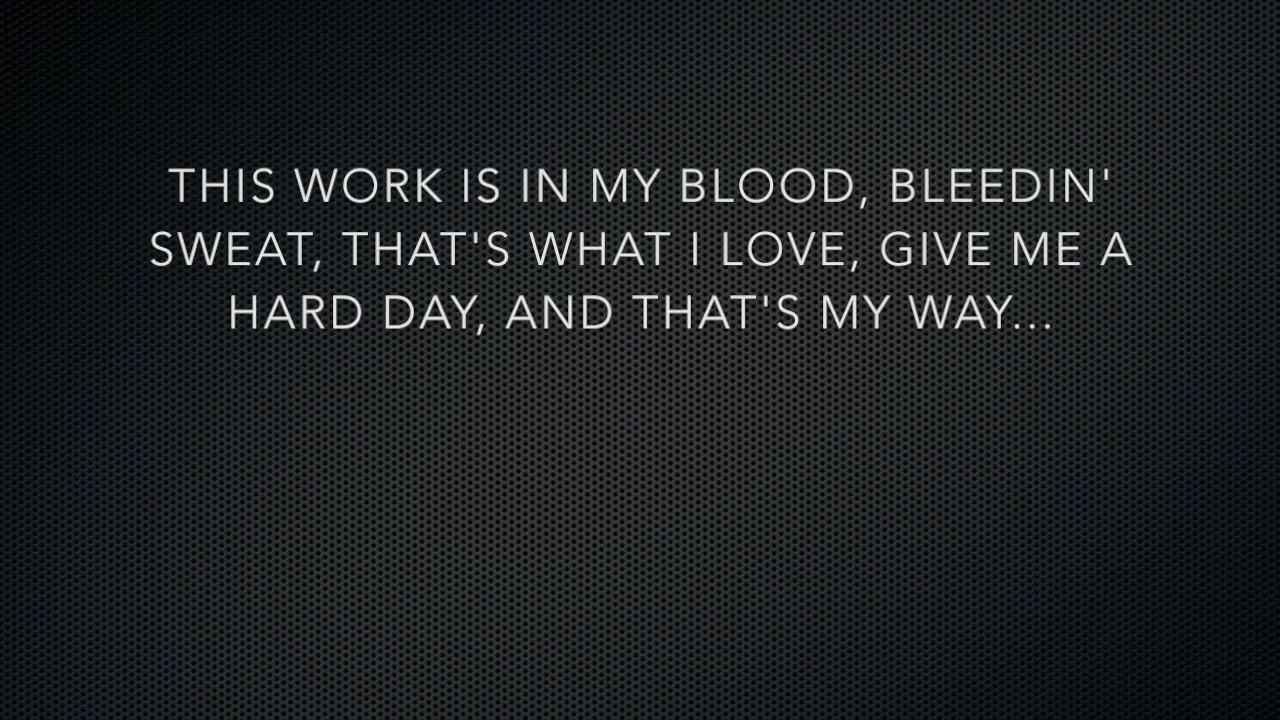 THIS WORK IS IN MY BLOOD, BLEEDIN'
SWEAT, THAT'S WHAT I LOVE, GIVE ME A
HARD DAY, AND THAT'S MY WAY...